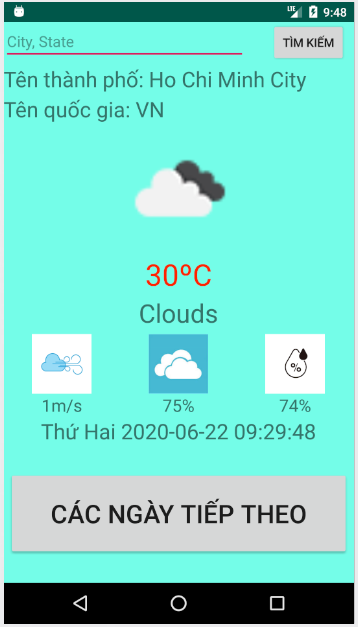 LTE 9:48
City, State
TÌM KIẾM
Tên thành phố: Ho Chi Minh City
Tên quốc gia: VN
30ºC
Clouds
%
1m/s 75% 74%
Thứ Hai 2020-06-22 09:29:48
CÁC NGÀY TIẾP THEO